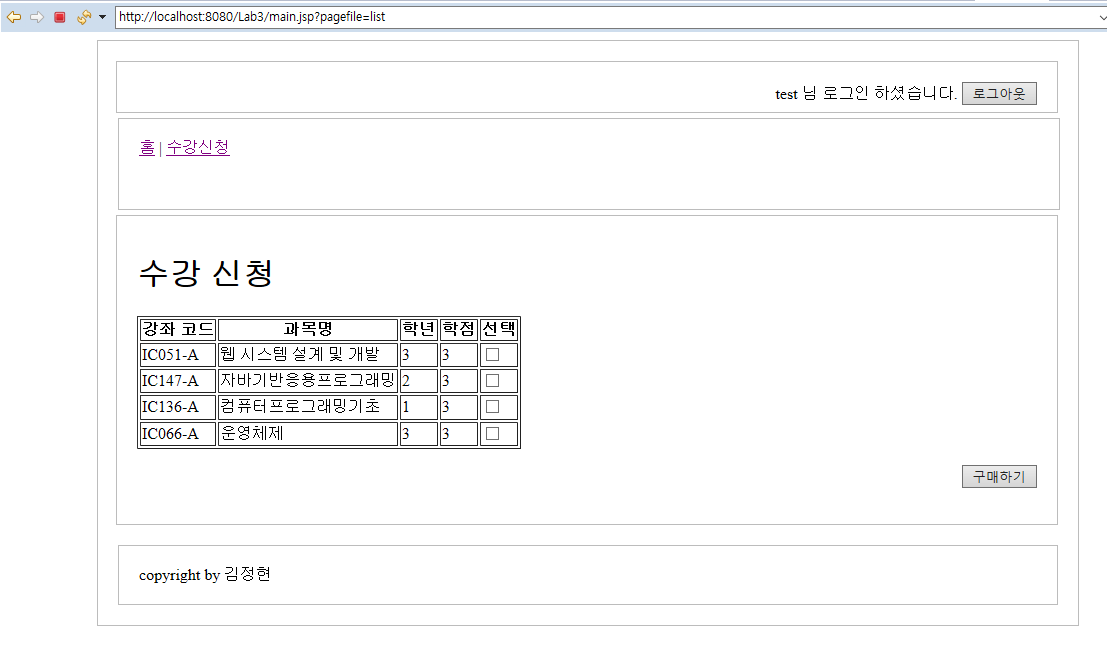 http://localhost:8080/Lab3/main.jsp?pagefile=list
test 님 로그인 하셨습니다. 로그아웃
홈 | 수강신청
수강 신청
강좌 코드 과목명 학년 학점 선택
IC051-A 웹 시스템 설계 및 개발 3 3
IC147-A 자바기반응용프로그래밍 2 3
IC136-A 컴퓨터프로그래밍기초 1 3
IC066-A 운영체제 3 3
구매하기
copyright by 김정현